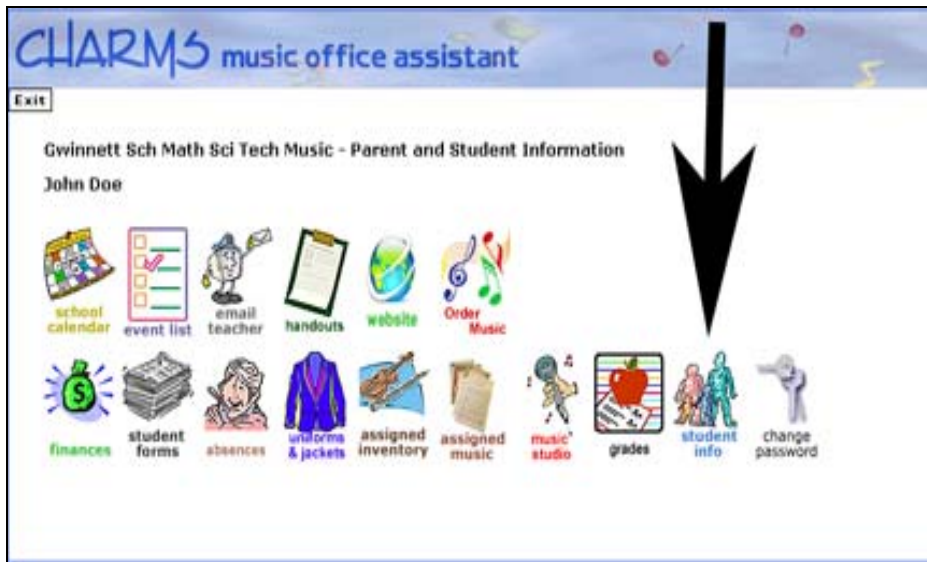 CHARMS music office assistant
Exit
Gwinnett Sch Math Sci Tech Music - Parent and Student Information
John Doe
school calendar
event list
email teacher
handouts
website
Order Music
finances
student forms
absences
uniforms & jackets
assigned inventory
assigned music
music studio
grades
student info
change password